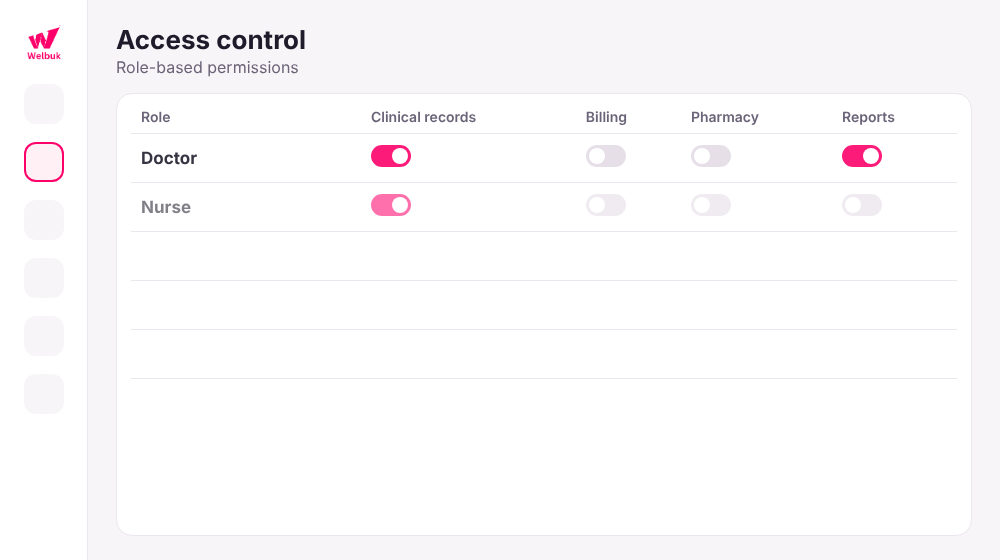 Welbuk
Access control
Role-based permissions
Role Clinical records Billing Pharmacy Reports
Doctor
Nurse